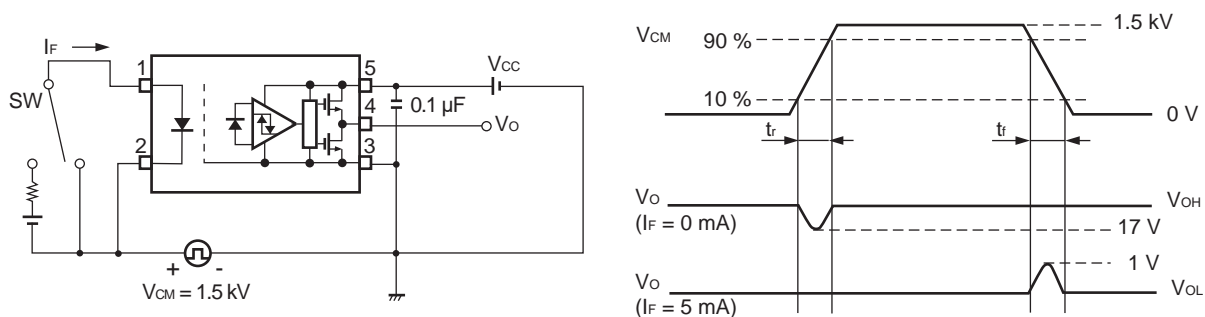 IF
SW
1
2
5
4
3
VCC
0.1 μF
VO
+ -
VCM = 1.5 kV
VCM
90 %
10 %
1.5 kV
0 V
tr
tf
VO
(IF = 0 mA)
VOH
17 V
1 V
VO
(IF = 5 mA)
VOL